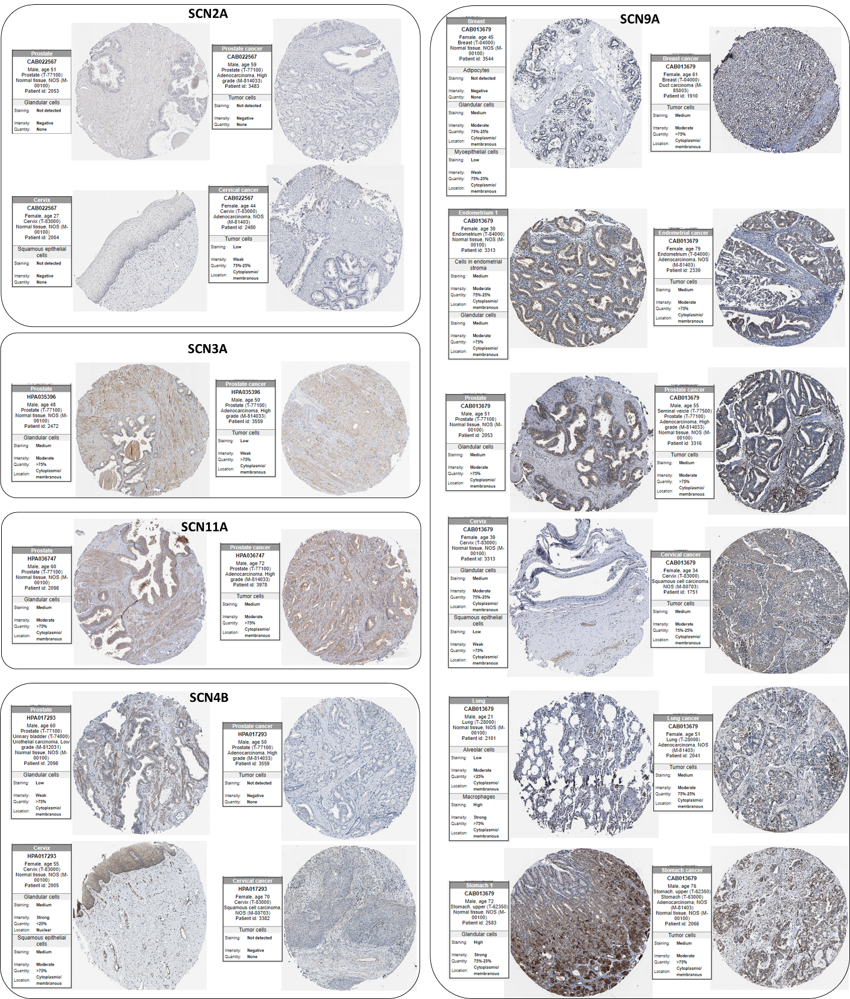 SCN2A
Prostate
CAB022567
Male, age 51
Prostate (T-77100)
Normal tissue, NOS (M-
00100)
Patient id: 2053
Glandular cells
Staining: Not detected
Intensity: Negative
Quantity: None
Prostate cancer
CAB022567
Male, age 59
Prostate (T-77100)
Adenocarcinoma, High
grade (M-814033)
Patient id: 3483
Tumor cells
Staining: Not detected
Intensity: Negative
Quantity: None
Cervix
CAB022567
Female, age 27
Cervix (T-83000)
Normal tissue, NOS (M-
00100)
Patient id: 2004
Squamous epithelial
cells
Staining: Not detected
Intensity: Negative
Quantity: None
Cervical cancer
CAB022567
Female, age 44
Cervix (T-83000)
Adenocarcinoma, NOS
(M-81403)
Patient id: 2480
Tumor cells
Staining: Low
Intensity: Weak
Quantity: 75%-25%
Location: Cytoplasmic/
membranous
SCN3A
Prostate
HPA035396
Male, age 48
Prostate (T-77100)
Normal tissue, NOS (M-
00100)
Patient id: 2472
Glandular cells
Staining: Medium
Intensity: Moderate
Quantity: >75%
Location: Cytoplasmic/
membranous
Prostate cancer
HPA035396
Male, age 50
Prostate (T-77100)
Adenocarcinoma, High
grade (M-814033)
Patient id: 3559
Tumor cells
Staining: Low
Intensity: Weak
Quantity: >75%
Location: Cytoplasmic/
membranous
SCN11A
Prostate
HPA036747
Male, age 60
Prostate (T-77100)
Normal tissue, NOS (M-
00100)
Patient id: 2098
Glandular cells
Staining: Medium
Intensity: Moderate
Quantity: >75%
Location: Cytoplasmic/
membranous
Prostate cancer
HPA036747
Male, age 72
Prostate (T-77100)
Adenocarcinoma, High
grade (M-814033)
Patient id: 3978
Tumor cells
Staining: Medium
Intensity: Moderate
Quantity: >75%
Location: Cytoplasmic/
membranous
SCN4B
Prostate
HPA017293
Male, age 60
Prostate (T-77100)
Urinary bladder (T-74000)
Urothelial carcinoma, Low
grade (M-812031)
Normal tissue, NOS (M-
00100)
Patient id: 2098
Glandular cells
Staining: Low
Intensity: Weak
Quantity: >75%
Location: Cytoplasmic/
membranous
Prostate cancer
HPA017293
Male, age 50
Prostate (T-77100)
Adenocarcinoma, High
grade (M-814033)
Patient id: 3559
Tumor cells
Staining: Not detected
Intensity: Negative
Quantity: None
Cervix
HPA017293
Female, age 55
Cervix (T-83000)
Normal tissue, NOS (M-
00100)
Patient id: 2005
Glandular cells
Staining: Medium
Intensity: Strong
Quantity: <25%
Location: Nuclear
Squamous epithelial
cells
Staining: Medium
Intensity: Moderate
Quantity: >75%
Location: Cytoplasmic/
membranous
Cervical cancer
HPA017293
Female, age 70
Cervix (T-83000)
Squamous cell carcinoma,
NOS (M-80703)
Patient id: 3382
Tumor cells
Staining: Not detected
Intensity: Negative
Quantity: None
SCN9A
Breast
CAB013679
Female, age 45
Breast (T-04000)
Normal tissue, NOS (M-
00100)
Patient id: 3544
Adipocytes
Staining: Not detected
Intensity: Negative
Quantity: None
Glandular cells
Staining: Medium
Intensity: Moderate
Quantity: 75%-25%
Location: Cytoplasmic/
membranous
Myoepithelial cells
Staining: Low
Intensity: Weak
Quantity: 75%-25%
Location: Cytoplasmic/
membranous
Breast cancer
CAB013679
Female, age 61
Breast (T-04000)
Duct carcinoma (M-
85003)
Patient id: 1910
Tumor cells
Staining: Medium
Intensity: Moderate
Quantity: >75%
Location: Cytoplasmic/
membranous
Endometrium 1
CAB013679
Female, age 39
Endometrium (T-84000)
Normal tissue, NOS (M-
00100)
Patient id: 3313
Cells in endometrial
stroma
Staining: Medium
Intensity: Moderate
Quantity: 75%-25%
Location: Cytoplasmic/
membranous
Glandular cells
Staining: Medium
Intensity: Moderate
Quantity: >75%
Location: Cytoplasmic/
membranous
Endometrial cancer
CAB013679
Female, age 79
Endometrium (T-84000)
Adenocarcinoma, NOS
(M-81403)
Patient id: 2339
Tumor cells
Staining: Medium
Intensity: Moderate
Quantity: >75%
Location: Cytoplasmic/
membranous
Prostate
CAB013679
Male, age 51
Prostate (T-77100)
Normal tissue, NOS (M-
00100)
Patient id: 2053
Glandular cells
Staining: Medium
Intensity: Moderate
Quantity: >75%
Location: Cytoplasmic/
membranous
Prostate cancer
CAB013679
Male, age 55
Seminal veicle (T-77500)
Prostate (T-77100)
Adenocarcinoma, High
grade (M-814033)
Normal tissue, NOS (M-
00100)
Patient id: 3316
Tumor cells
Staining: Medium
Intensity: Moderate
Quantity: >75%
Location: Cytoplasmic/
membranous
Cervix
CAB013679
Female, age 39
Cervix (T-83000)
Normal tissue, NOS (M-
00100)
Patient id: 3313
Glandular cells
Staining: Medium
Intensity: Moderate
Quantity: 75%-25%
Location: Cytoplasmic/
membranous
Squamous epithelial
cells
Staining: Low
Intensity: Weak
Quantity: >75%
Location: Cytoplasmic/
membranous
Cervical cancer
CAB013679
Female, age 34
Cervix (T-83000)
Squamous cell carcinoma,
NOS (M-80703)
Patient id: 1751
Tumor cells
Staining: Medium
Intensity: Moderate
Quantity: 75%-25%
Location: Cytoplasmic/
membranous
Lung
CAB013679
Male, age 21
Lung (T-28000)
Normal tissue, NOS (M-
00100)
Patient id: 2101
Alveolar cells
Staining: Low
Intensity: Moderate
Quantity: <25%
Location: Cytoplasmic/
membranous
Macrophages
Staining: High
Intensity: Strong
Quantity: >75%
Location: Cytoplasmic/
membranous
Lung cancer
CAB013679
Female, age 51
Lung (T-28000)
Adenocarcinoma, NOS
(M-81403)
Patient id: 2041
Tumor cells
Staining: Medium
Intensity: Moderate
Quantity: 75%-25%
Location: Cytoplasmic/
membranous
Stomach 1
CAB013679
Male, age 72
Stomach, upper (T-62350)
Normal tissue, NOS (M-
00100)
Patient id: 2583
Glandular cells
Staining: High
Intensity: Strong
Quantity: 75%-25%
Location: Cytoplasmic/
membranous
Stomach cancer
CAB013679
Male, age 76
Stomach, upper (T-62350)
Stomach (T-63000)
Adenocarcinoma, NOS
(M-81403)
Normal tissue, NOS (M-
00100)
Patient id: 2066
Tumor cells
Staining: Medium
Intensity: Moderate
Quantity: >75%
Location: Cytoplasmic/
membranous